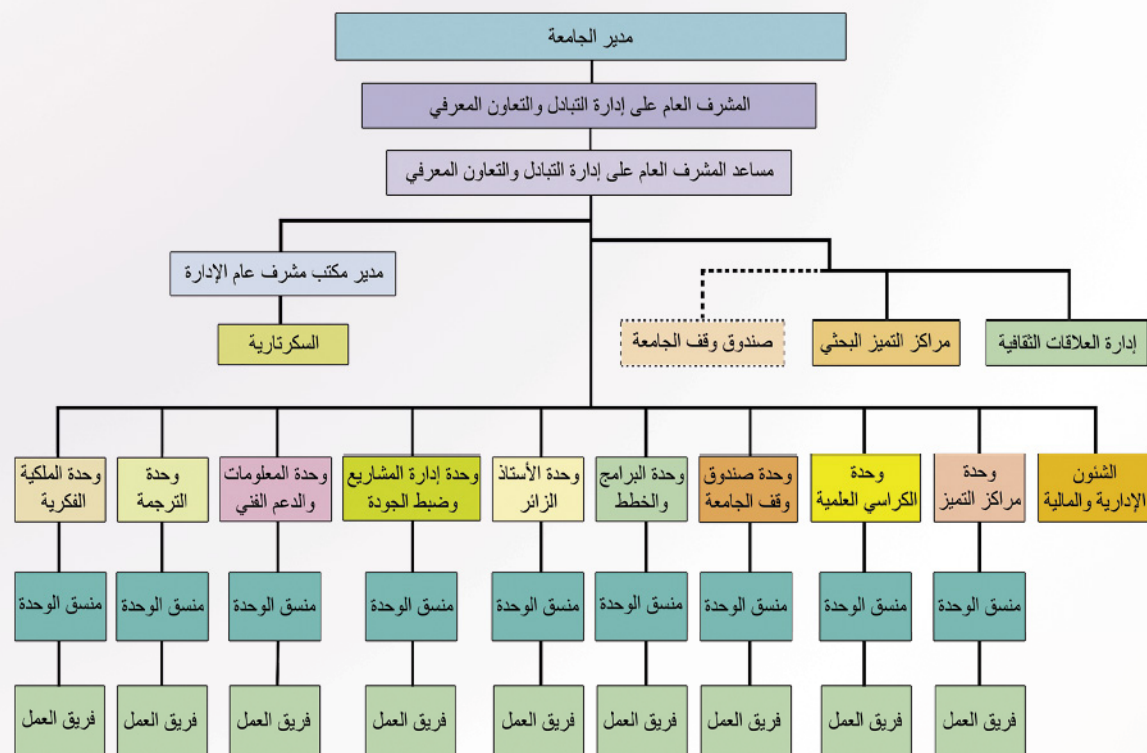 مدير الجامعة
المشرف العام على إدارة التبادل والتعاون المعرفي
مساعد المشرف العام على إدارة التبادل والتعاون المعرفي
مدير مكتب مشرف عام الإدارة
السكرتارية
إدارة العلاقات الثقافية
مراكز التميز البحثي
صندوق وقف الجامعة
الشئون
الإدارية والمالية
وحدة
مراكز التميز
وحدة
الكراسي العلمية
وحدة صندوق
وقف الجامعة
وحدة البرامج
والخطط
وحدة الأستاذ
الزائر
وحدة إدارة المشاريع
وضبط الجودة
وحدة المعلومات
والدعم الفني
وحدة
الترجمة
وحدة الملكية
الفكرية
منسق الوحدة
منسق الوحدة
منسق الوحدة
منسق الوحدة
منسق الوحدة
منسق الوحدة
منسق الوحدة
منسق الوحدة
منسق الوحدة
فريق العمل
فريق العمل
فريق العمل
فريق العمل
فريق العمل
فريق العمل
فريق العمل
فريق العمل
فريق العمل